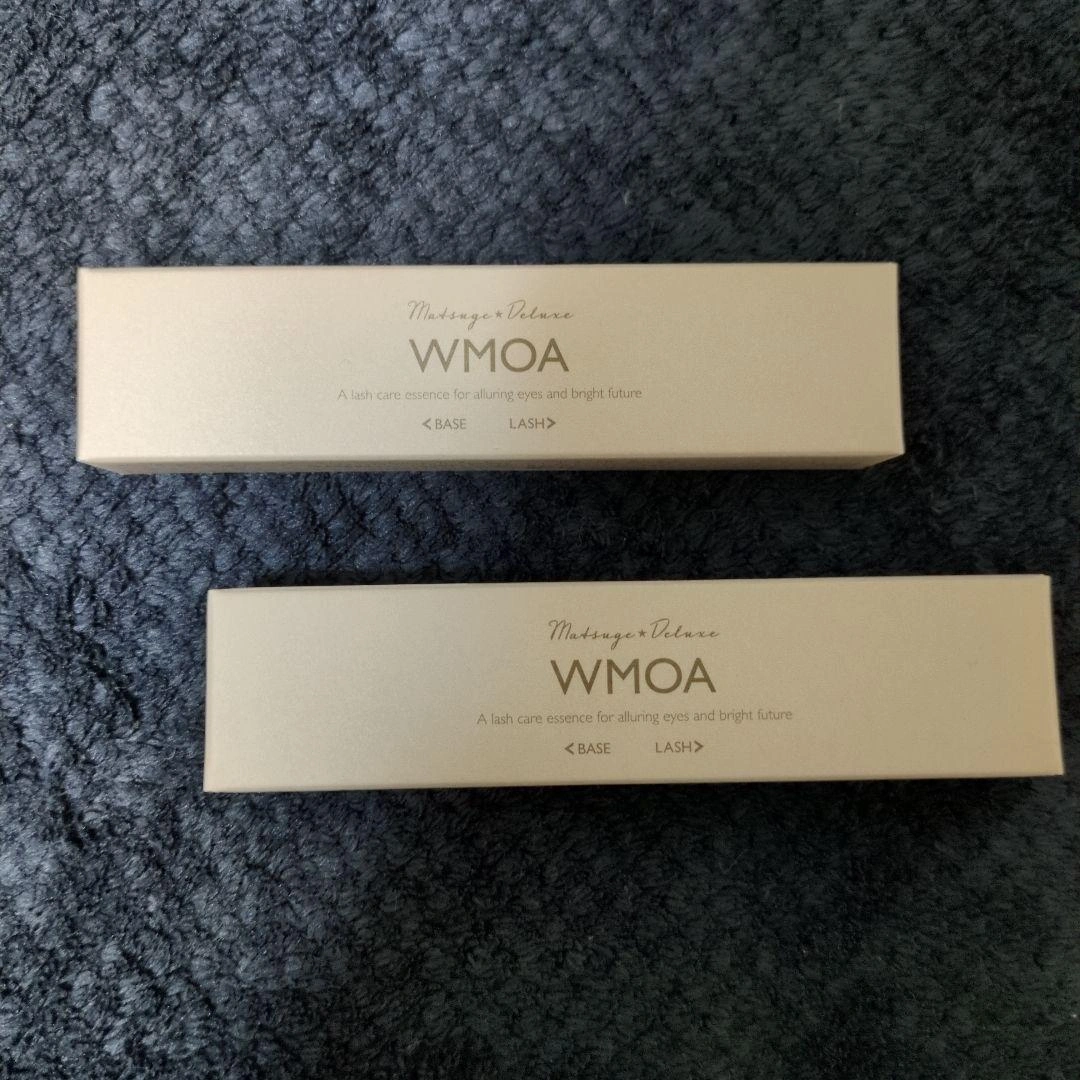 Matsuge★Deluxe
WMOA
A lash care essence for alluring eyes and bright future
<BASE LASH>
Matsuge★Deluxe
WMOA
A lash care essence for alluring eyes and bright future
<BASE LASH>